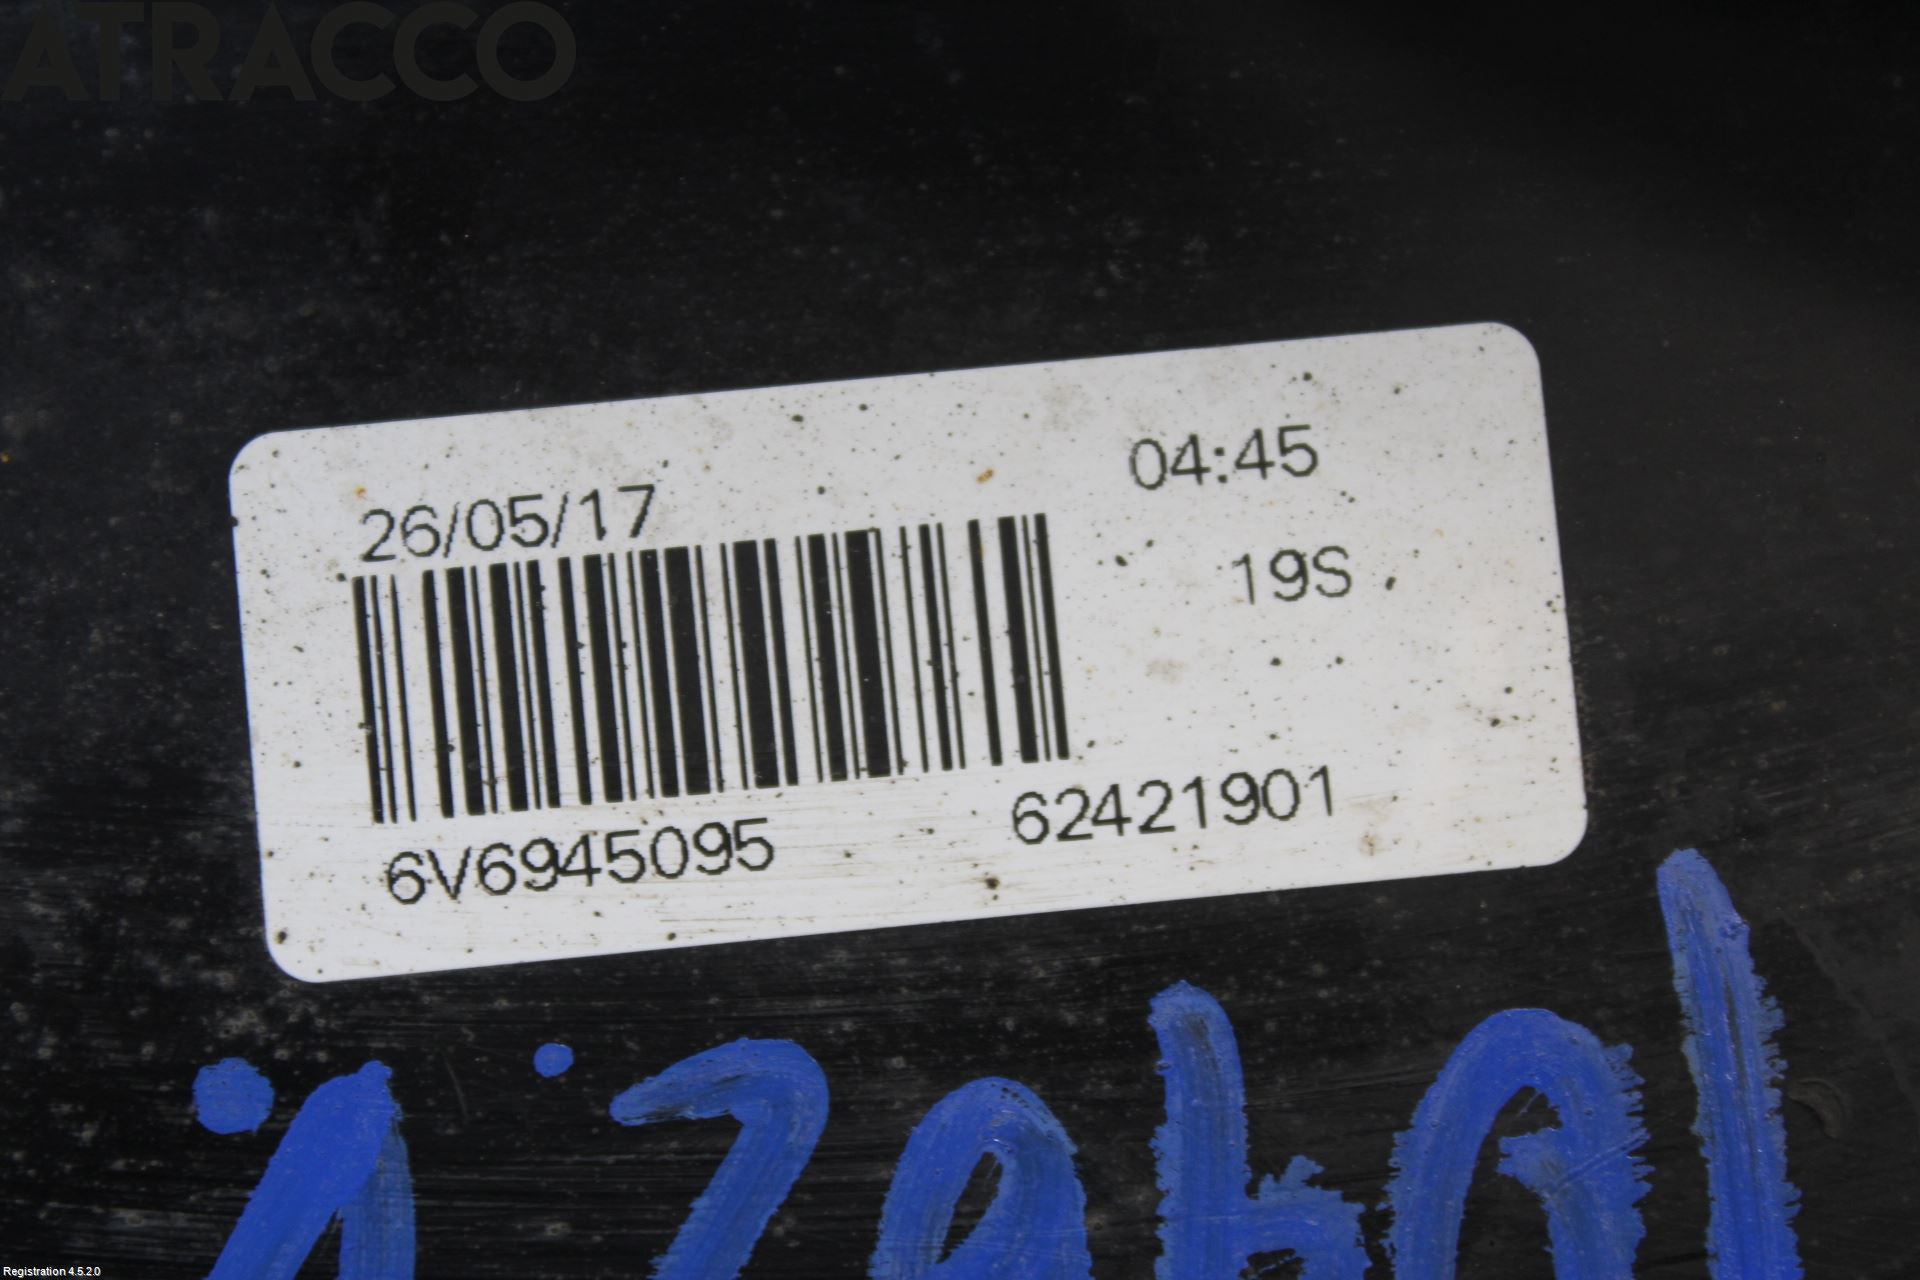 ATRACCO
26/05/17
04:45
19S
6V6945095
62421901
Registration 4.5.2.0